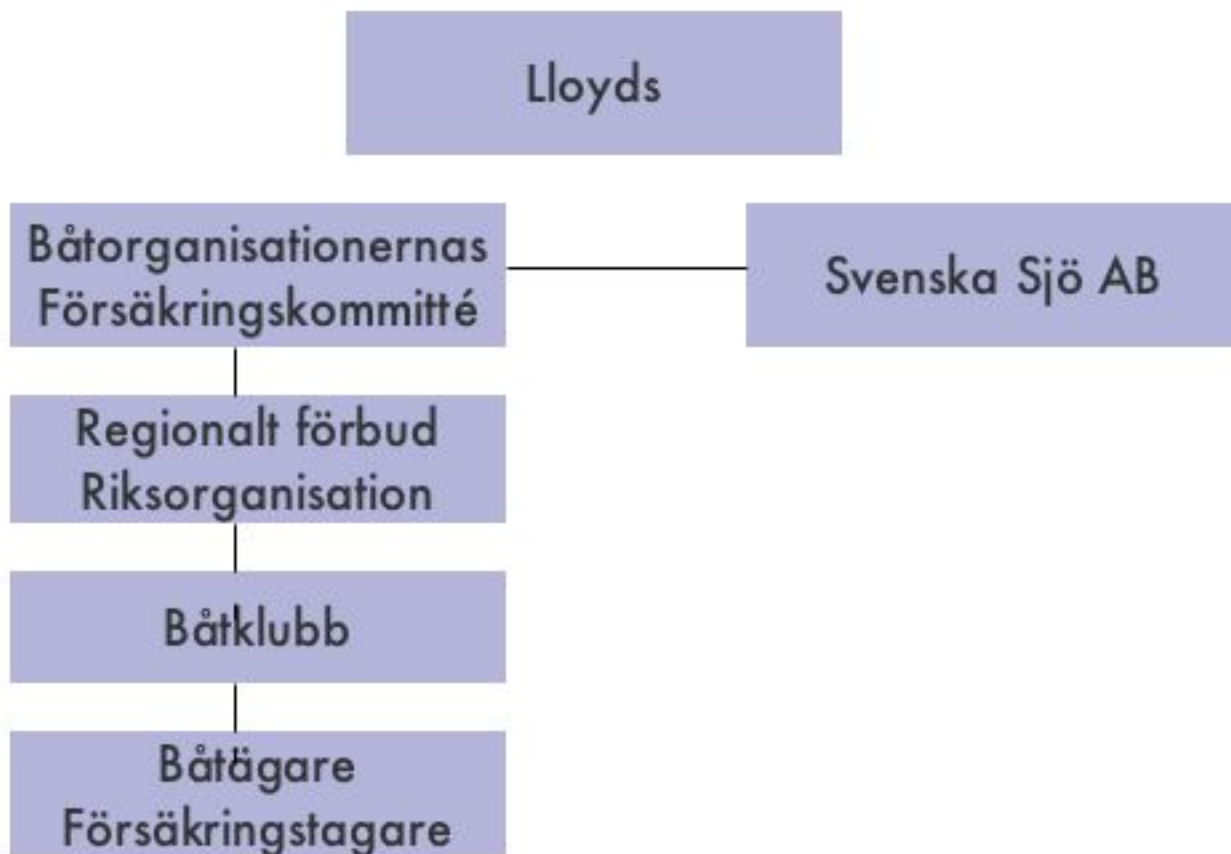 Lloyds
Båtorganisationernas
Försäkringskommitté
Svenska Sjö AB
Regionalt förbud
Riksorganisation
Båtklubb
Båtägare
Försäkringstagare